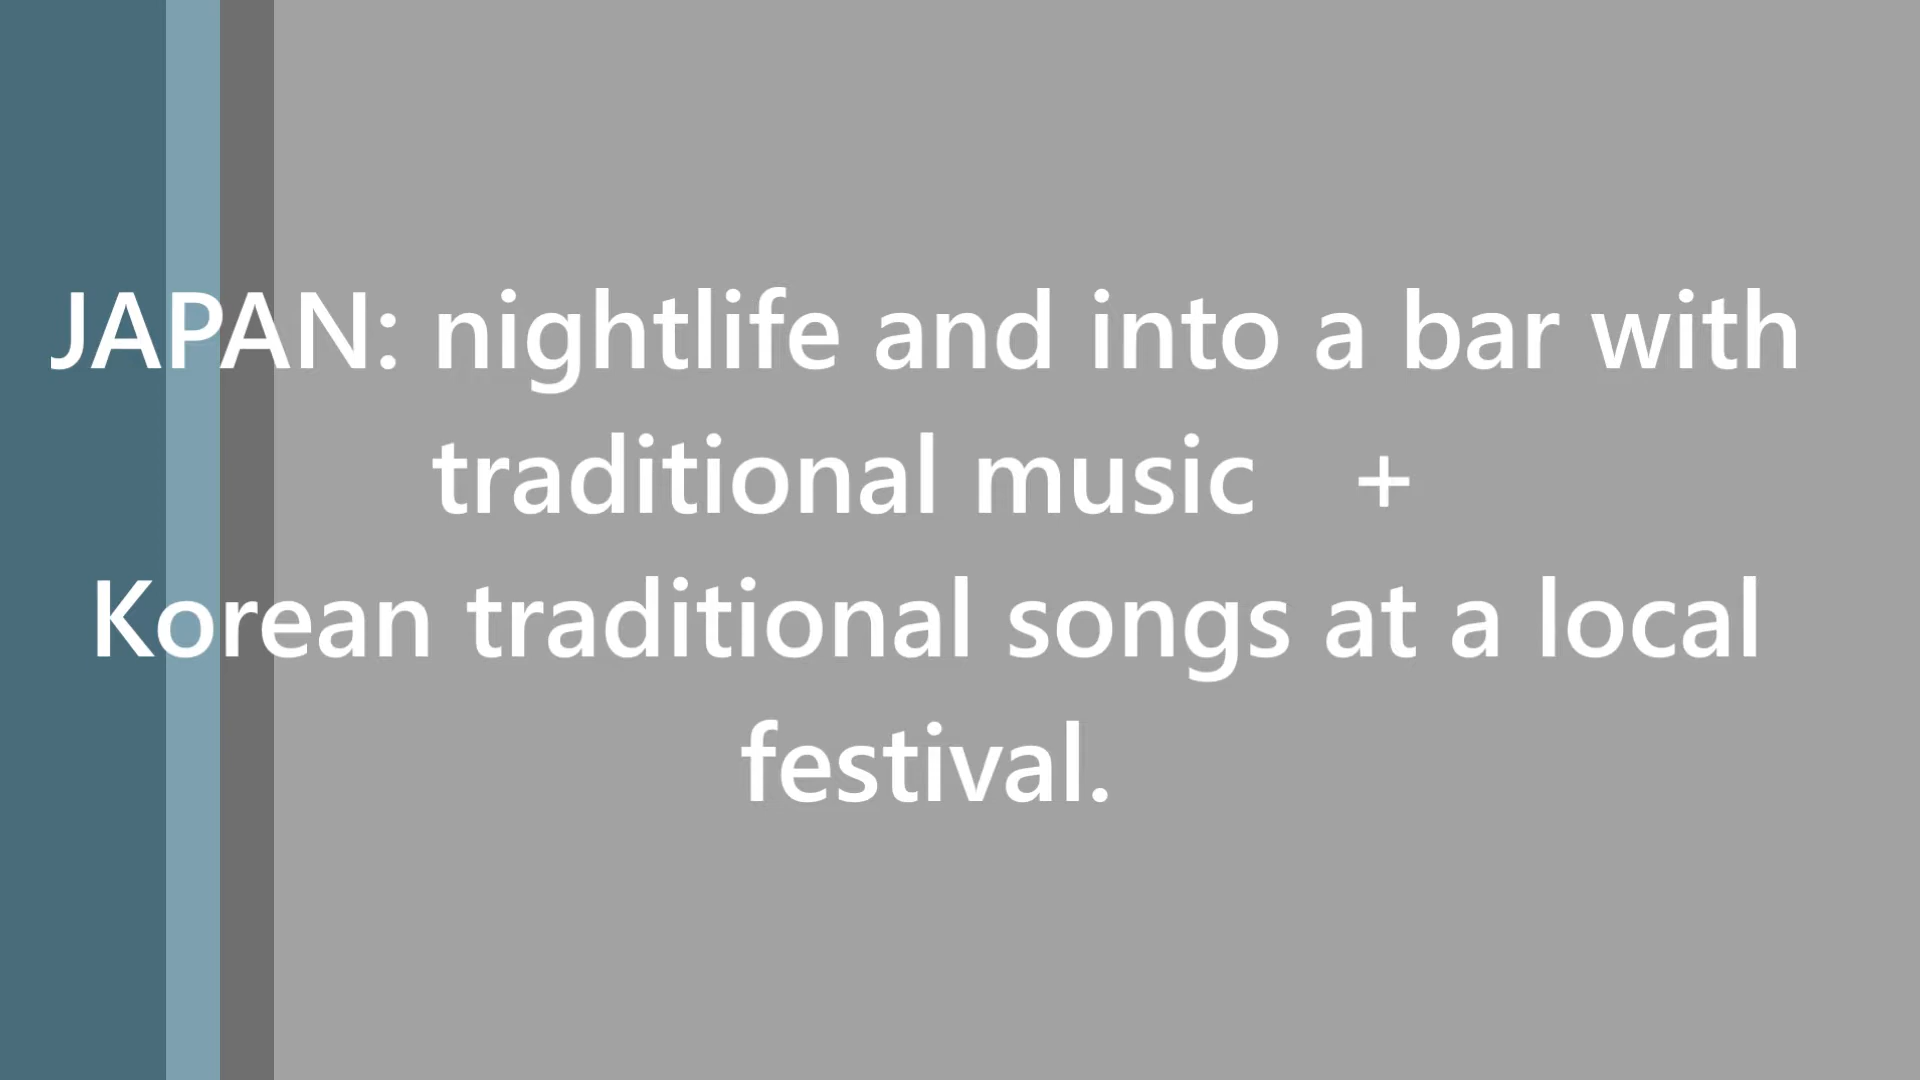 JAPAN: nightlife and into a bar with
traditional music +
Korean traditional songs at a local
festival.